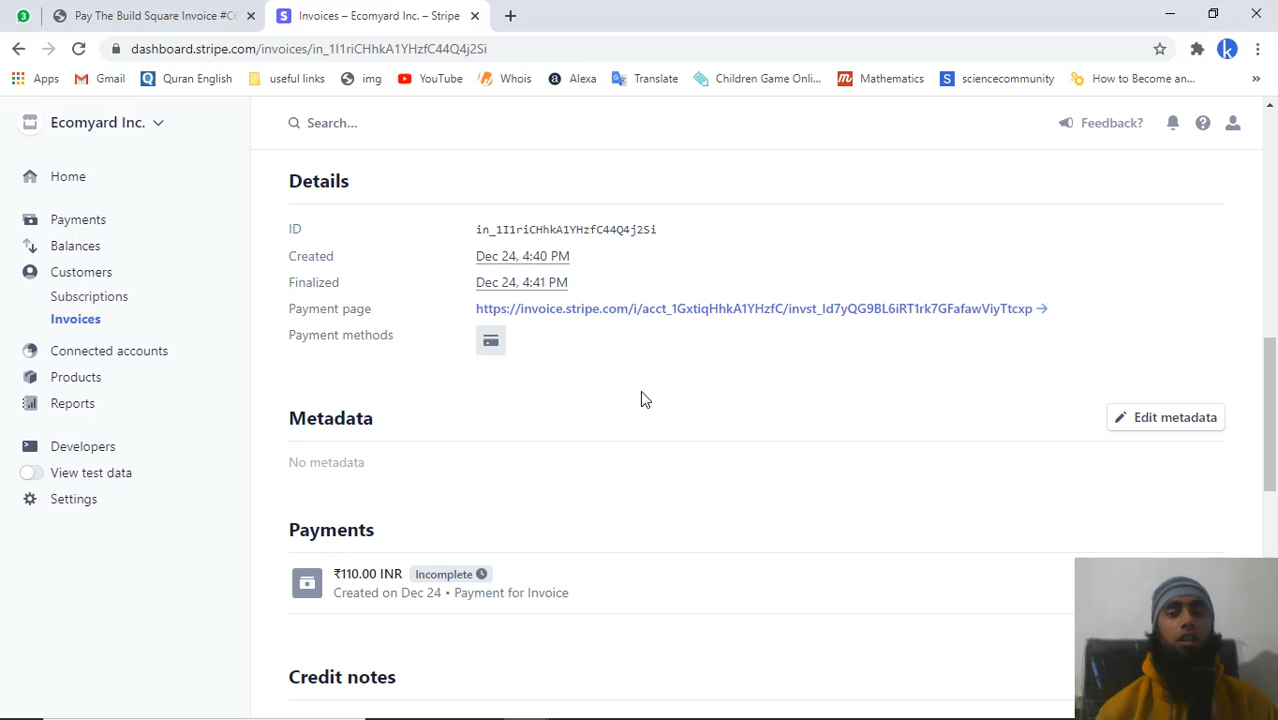 3
Pay The Build Square Invoice #C6
Invoices – Ecomyard Inc. – Stripe
dashboard.stripe.com/invoices/in_1I1riCHhkA1YHzfC44Q4j2Si
k
Apps
Gmail
Quran English
useful links
img
YouTube
Whois
Alexa
Translate
Children Game Onli...
Mathematics
sciencecommunity
How to Become an...
»
Ecomyard Inc.
Search...
Feedback?
Home
Payments
Balances
Customers
Subscriptions
Invoices
Connected accounts
Products
Reports
Developers
View test data
Settings
Details
ID in_1I1riCHhkA1YHzfC44Q4j2Si
Created Dec 24, 4:40 PM
Finalized Dec 24, 4:41 PM
Payment page https://invoice.stripe.com/i/acct_1GxtiqHhkA1YHzfC/invst_Id7yQG9BL6iRT1rk7GFafawViyTtcxp →
Payment methods
Metadata
Edit metadata
No metadata
Payments
₹110.00 INR Incomplete
Created on Dec 24 • Payment for Invoice
Credit notes